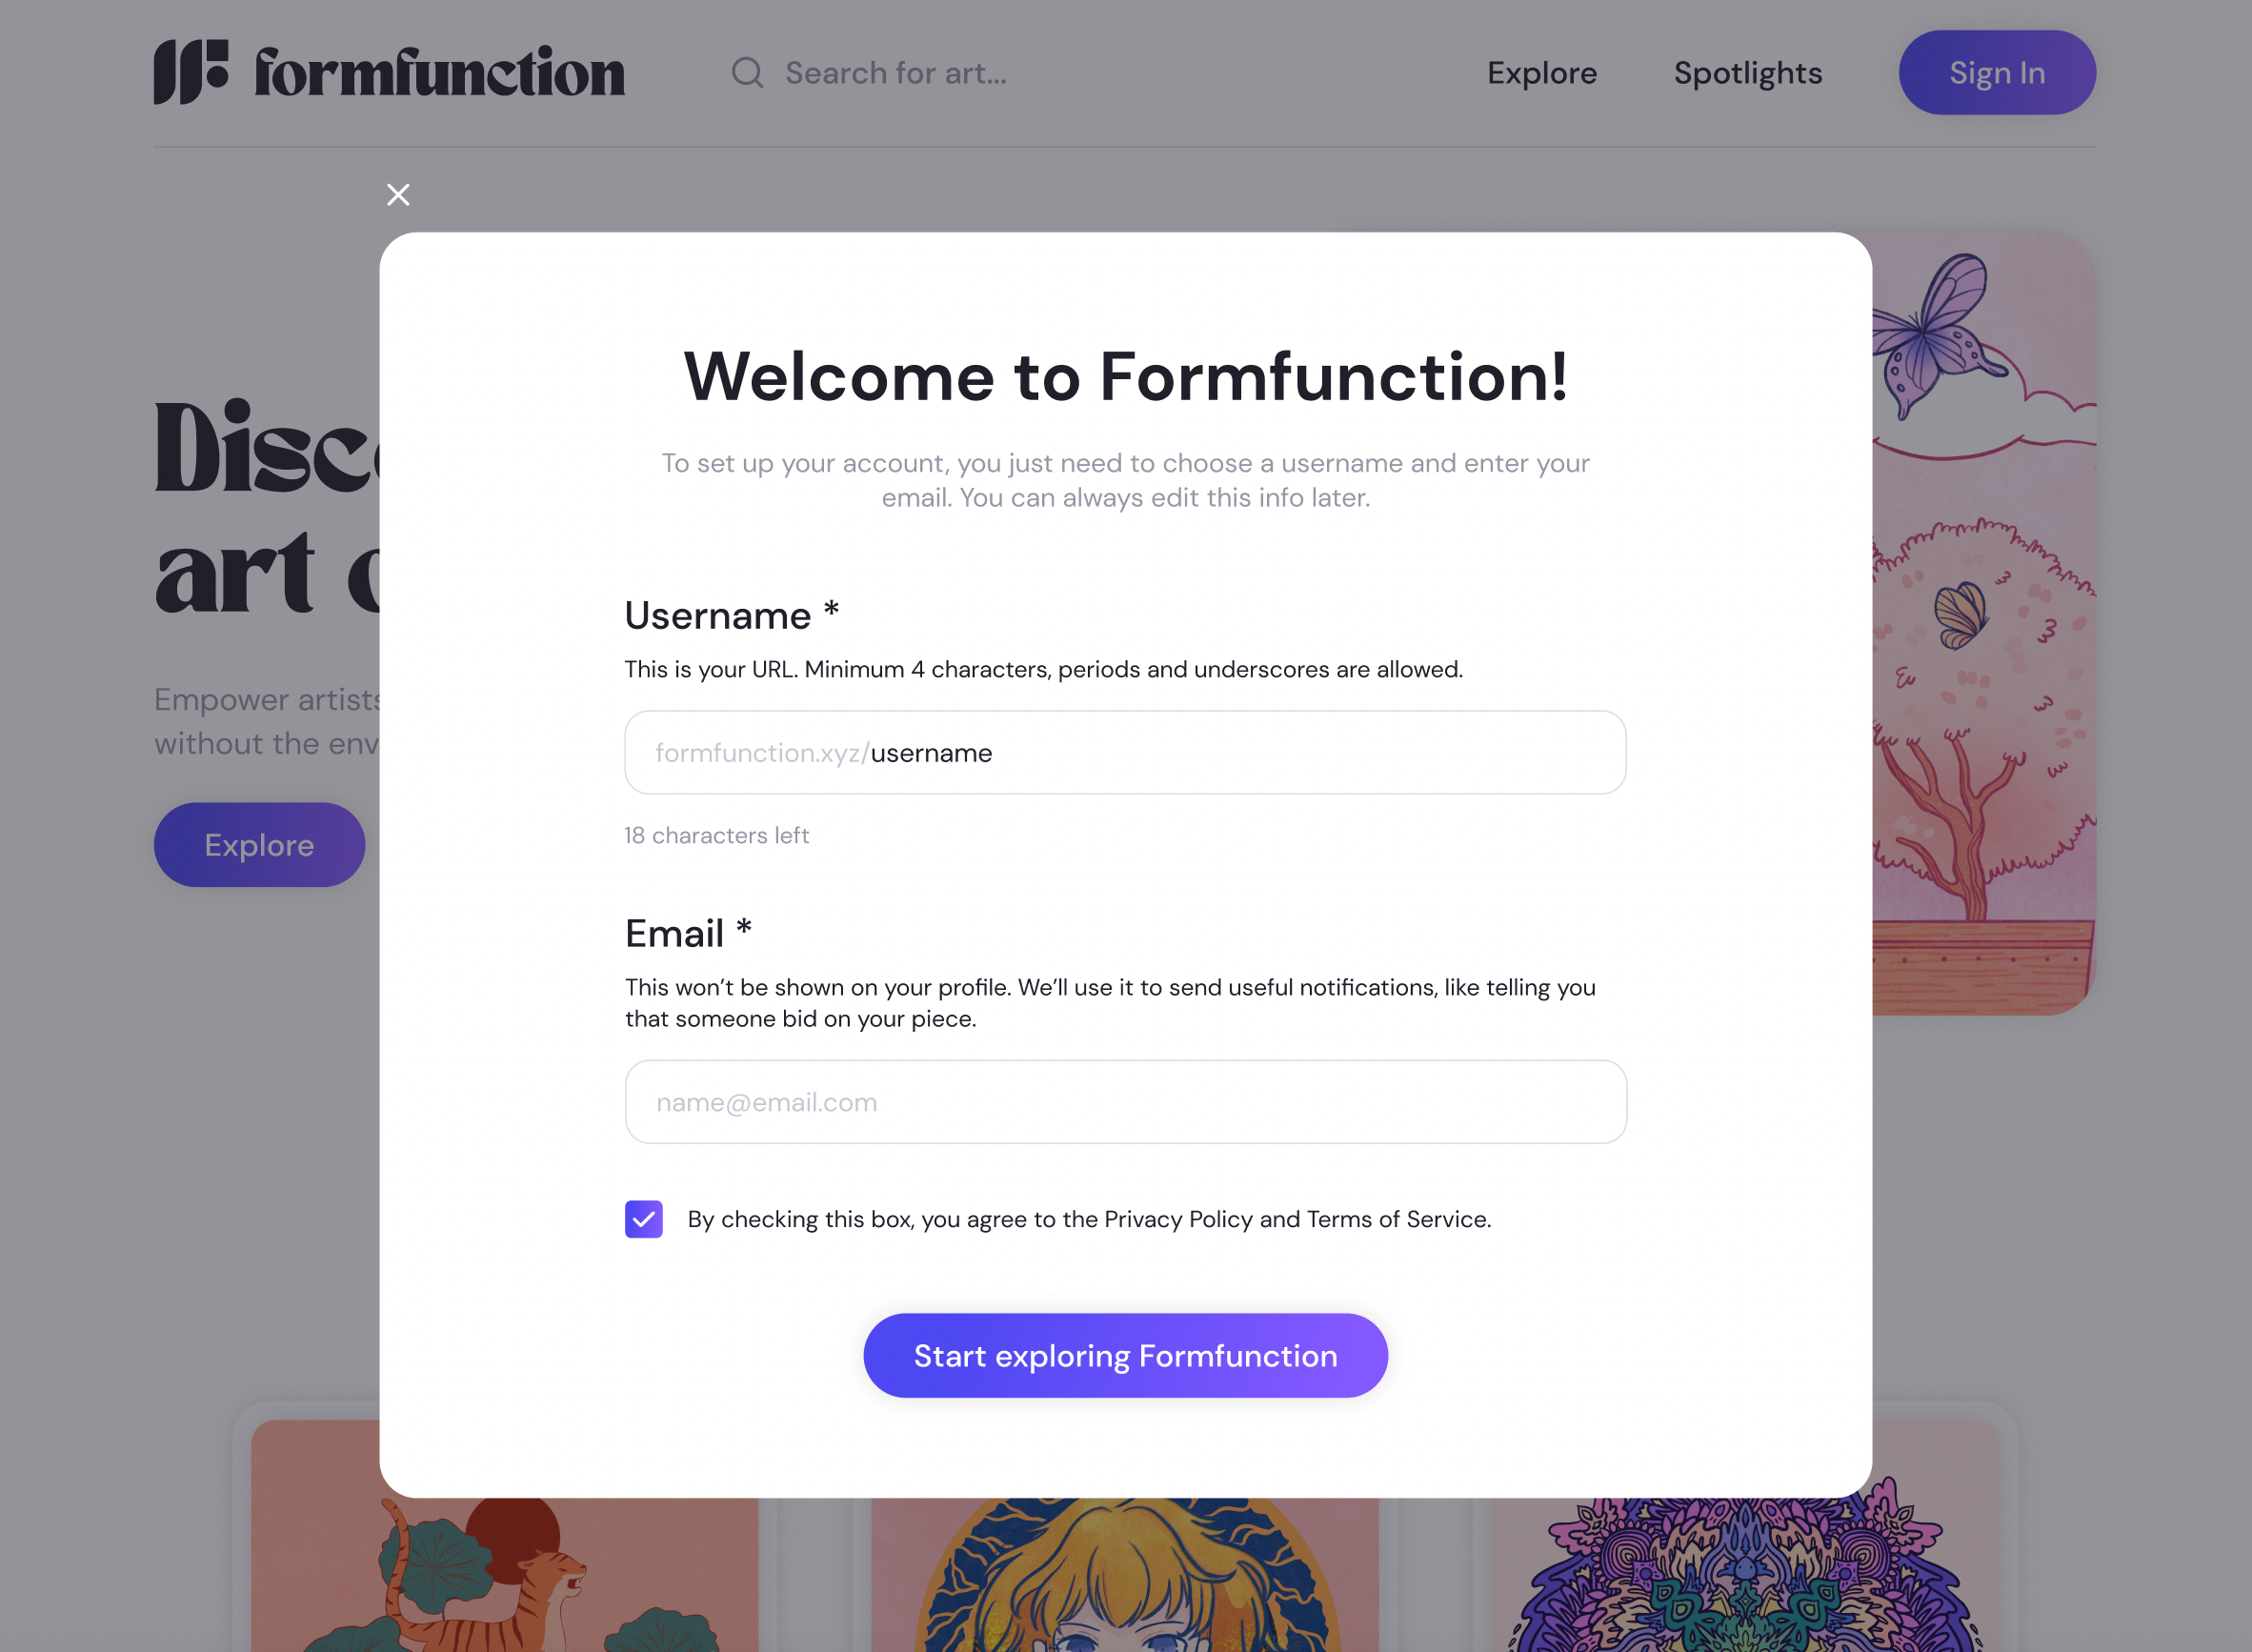 formfunction
Search for art...
Explore
Spotlights
Sign In
Disc
art
Empower artists
without the env
Explore
Welcome to Formfunction!
To set up your account, you just need to choose a username and enter your
email. You can always edit this info later.
Username *
This is your URL. Minimum 4 characters, periods and underscores are allowed.
formfunction.xyz/username
18 characters left
Email *
This won’t be shown on your profile. We’ll use it to send useful notifications, like telling you
that someone bid on your piece.
name@email.com
By checking this box, you agree to the Privacy Policy and Terms of Service.
Start exploring Formfunction